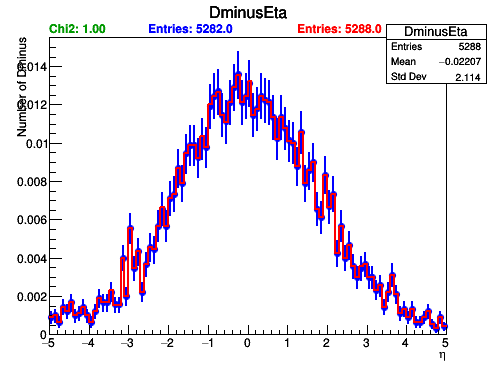 DminusEta
Chi2: 1.00 Entries: 5282.0 Entries: 5288.0
DminusEta
Entries 5288
Mean −0.02207
Std Dev 2.114
Number of Dminus
0.014
0.012
0.01
0.008
0.006
0.004
0.002
0
−5 −4 −3 −2 −1 0 1 2 3 4 5
η